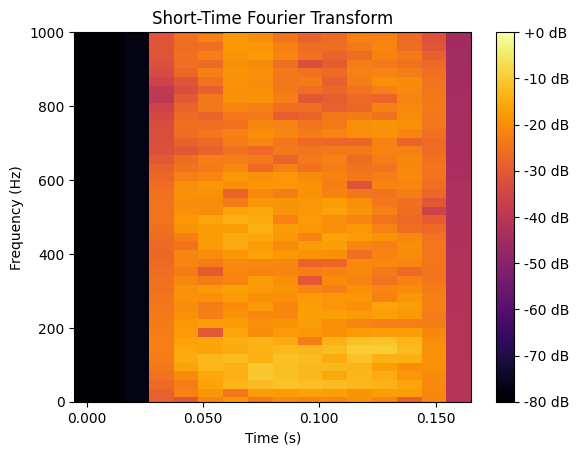 Short-Time Fourier Transform
1000
800
600
400
200
0
Frequency (Hz)
0.000
0.050
0.100
0.150
Time (s)
+0 dB
-10 dB
-20 dB
-30 dB
-40 dB
-50 dB
-60 dB
-70 dB
-80 dB